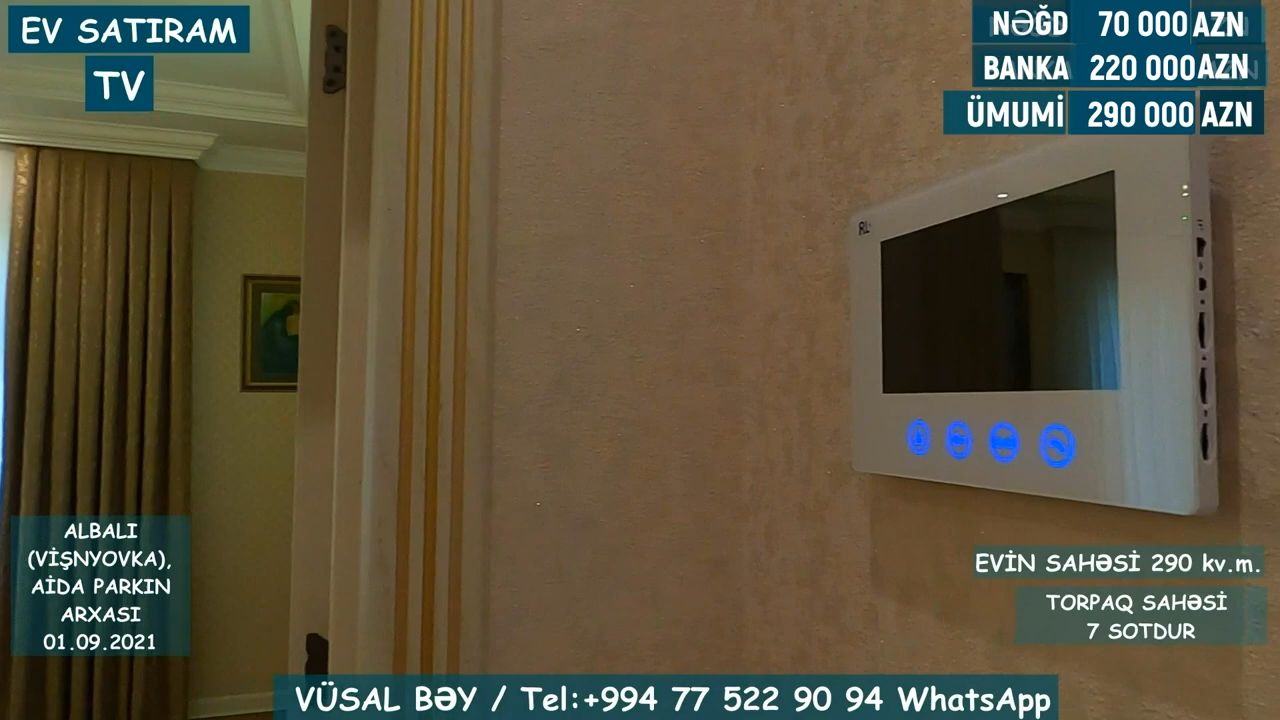 EV SATIRAM
TV
NƏĞD 70 000 AZN
BANKA 220 000 AZN
ÜMUMİ 290 000 AZN
RL
ALBALI
(VİŞNYOVKA),
AİDA PARKIN
ARXASI
01.09.2021
EVİN SAHƏSİ 290 kv.m.
TORPAQ SAHƏSİ
7 SOTDUR
VÜSAL BƏY / Tel:+994 77 522 90 94 WhatsApp